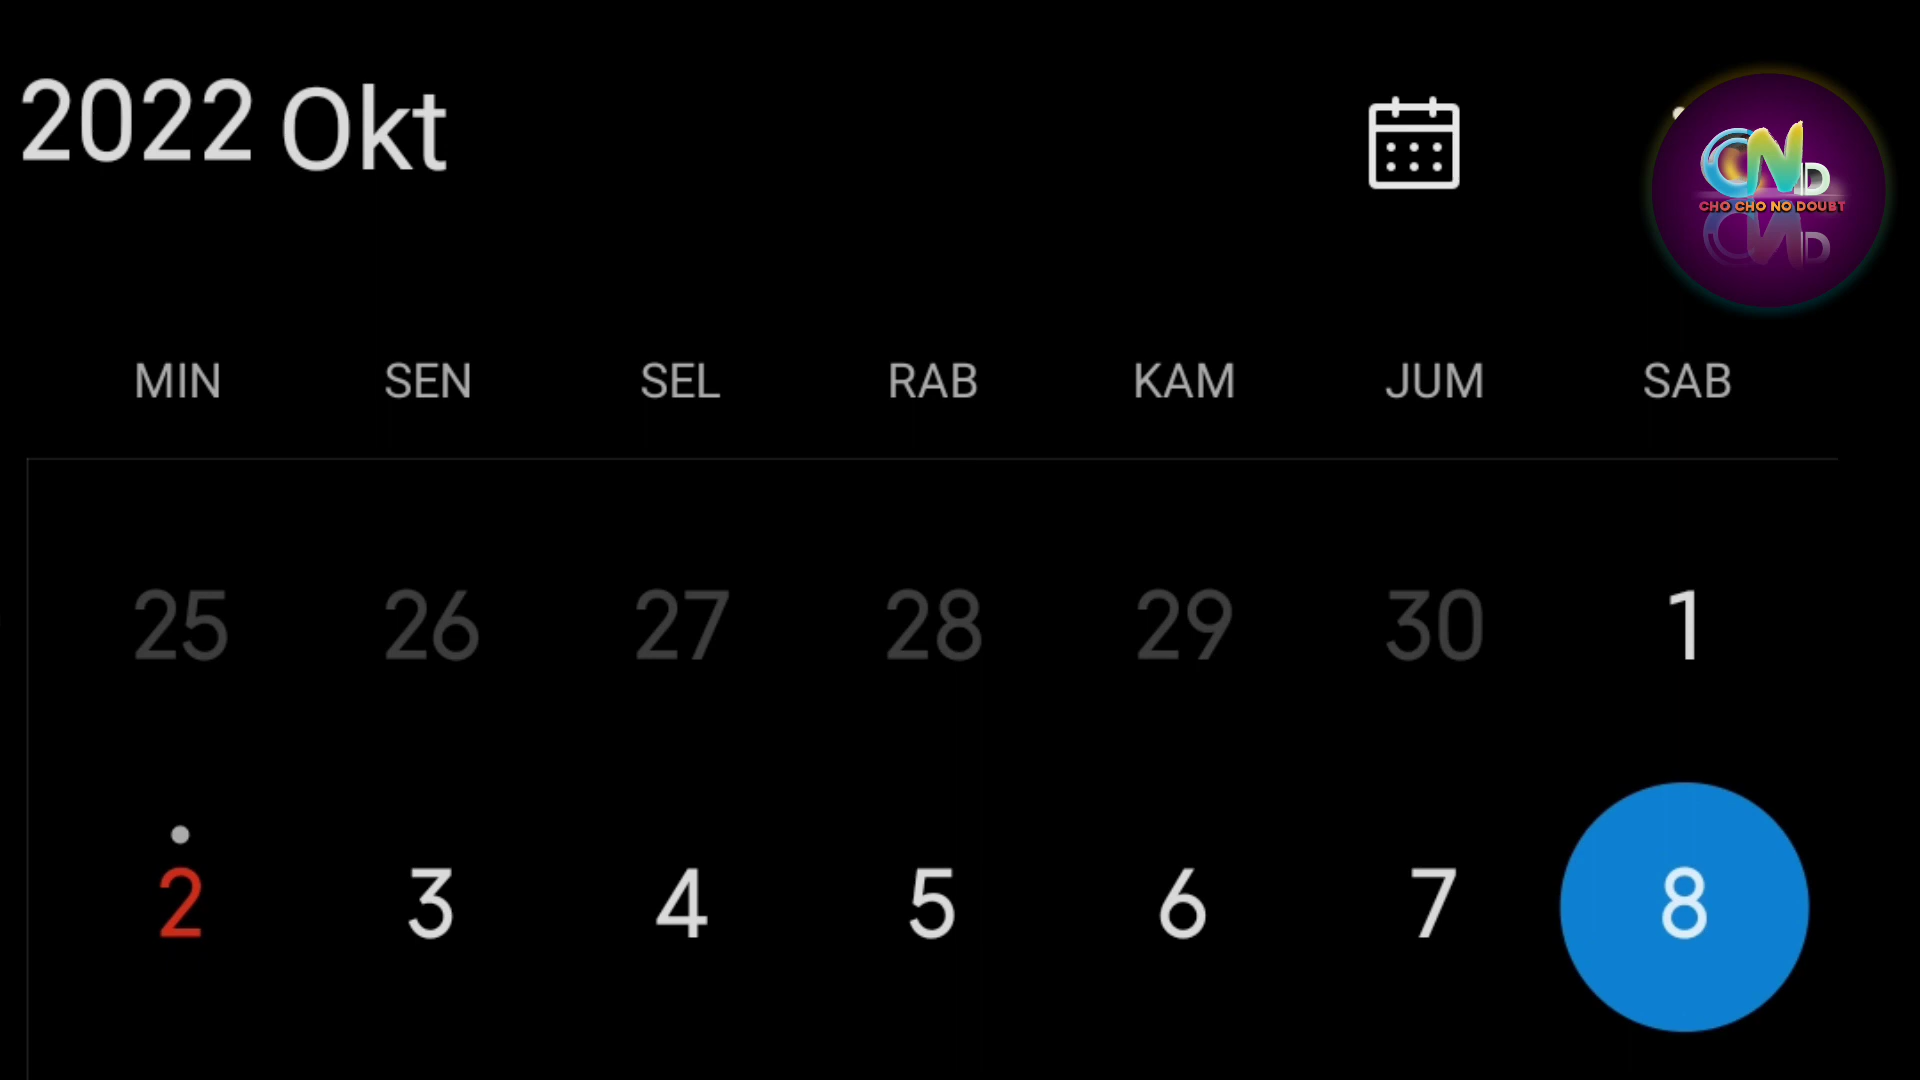 2022 Okt
CND
CHO CHO NO DOUBT
MIN SEN SEL RAB KAM JUM SAB
25 26 27 28 29 30 1
2 3 4 5 6 7 8